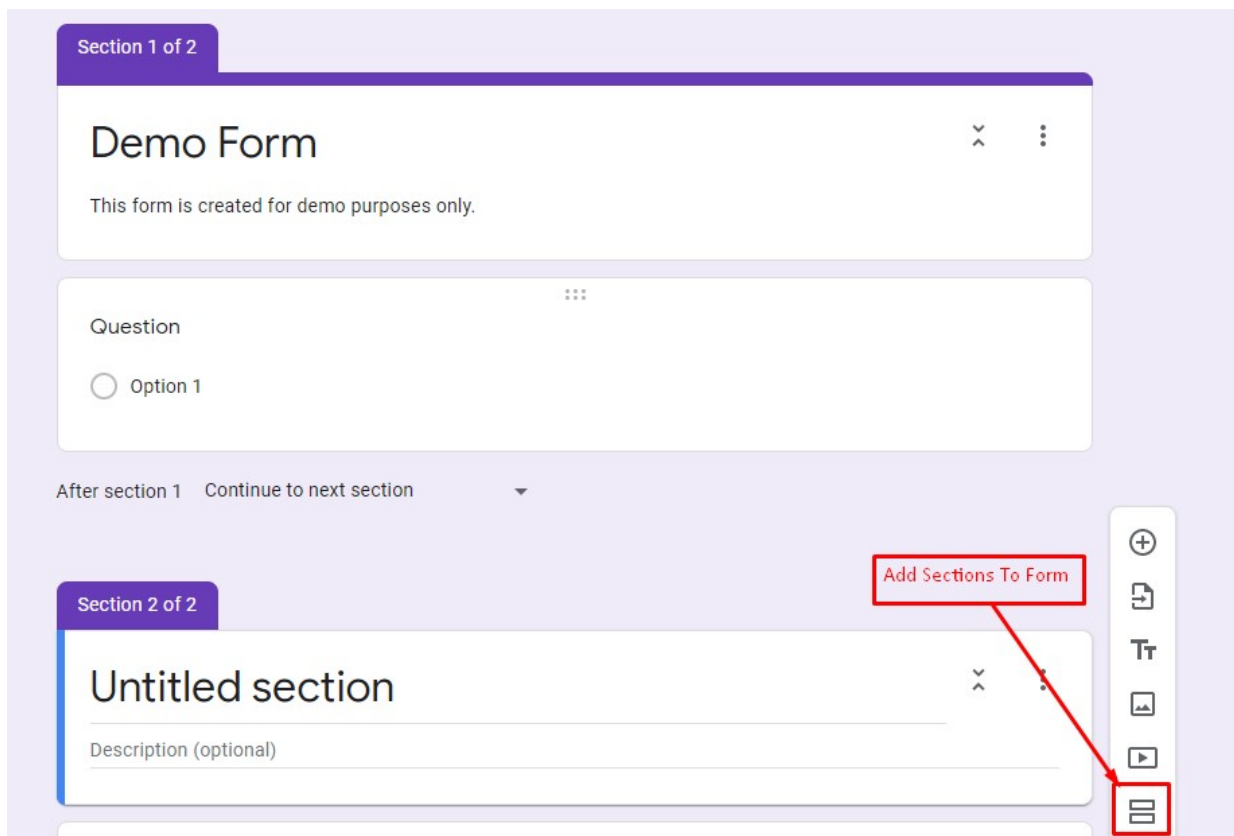 Section 1 of 2
Demo Form
This form is created for demo purposes only.
Question
Option 1
After section 1 Continue to next section
Add Sections To Form
Section 2 of 2
Tт
Untitled section
Description (optional)